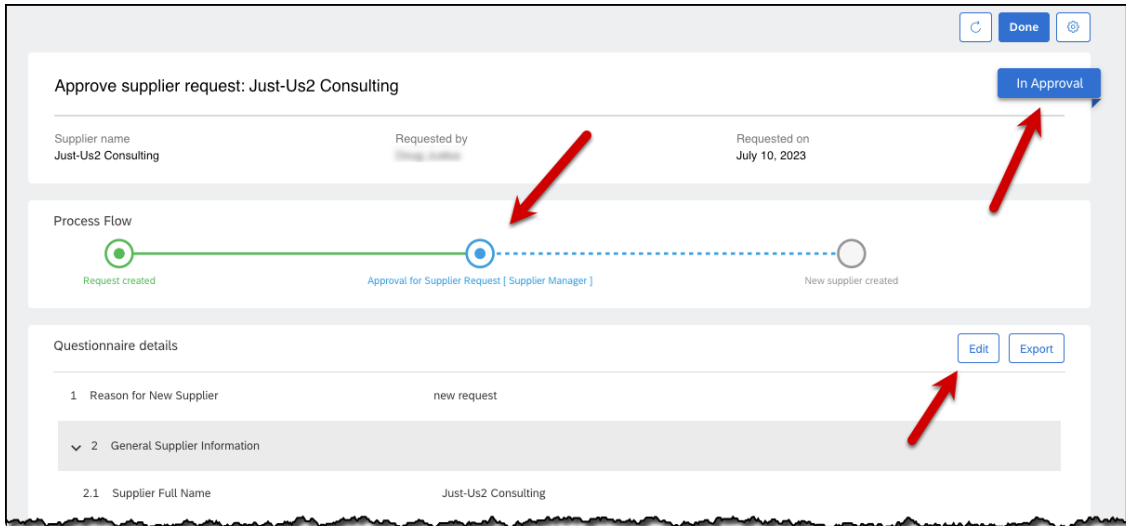 Done
Approve supplier request: Just-Us2 Consulting
In Approval
Supplier name
Requested by
Requested on
Just-Us2 Consulting
July 10, 2023
Process Flow
Request created
Approval for Supplier Request [ Supplier Manager ]
New supplier created
Questionnaire details
Edit
Export
1 Reason for New Supplier
new request
2 General Supplier Information
2.1 Supplier Full Name
Just-Us2 Consulting